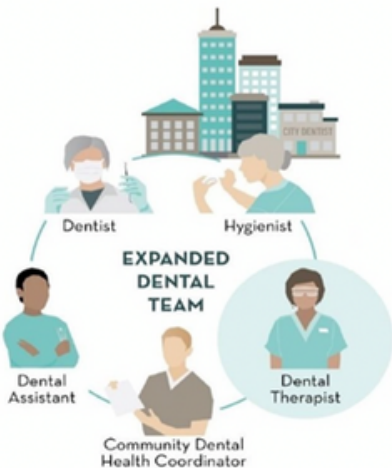 CITY DENTIST
Dentist
Hygienist
EXPANDED
DENTAL
TEAM
Dental
Assistant
Dental
Therapist
Community Dental
Health Coordinator